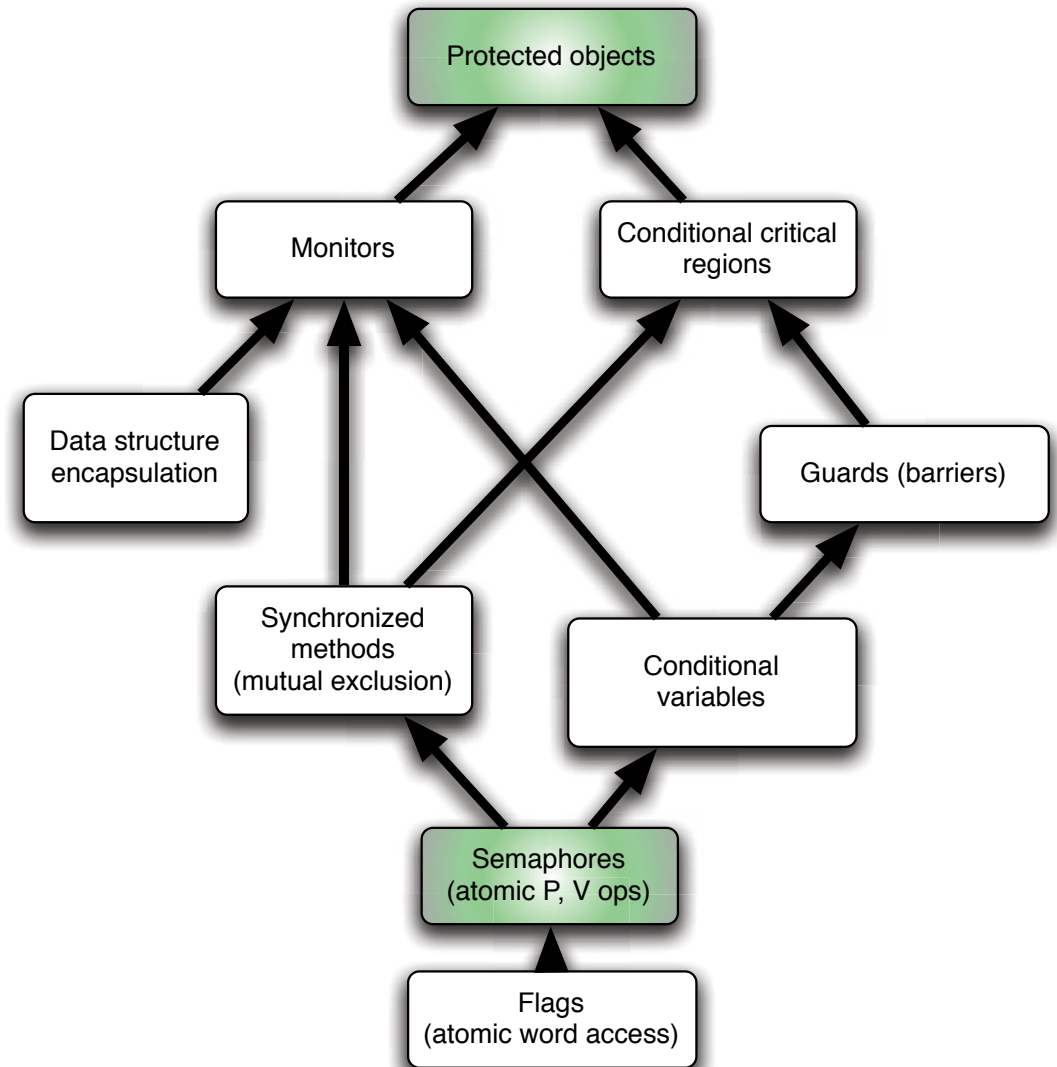 Protected objects
Monitors
Conditional critical
regions
Data structure
encapsulation
Guards (barriers)
Synchronized
methods
(mutual exclusion)
Conditional
variables
Semaphores
(atomic P, V ops)
Flags
(atomic word access)